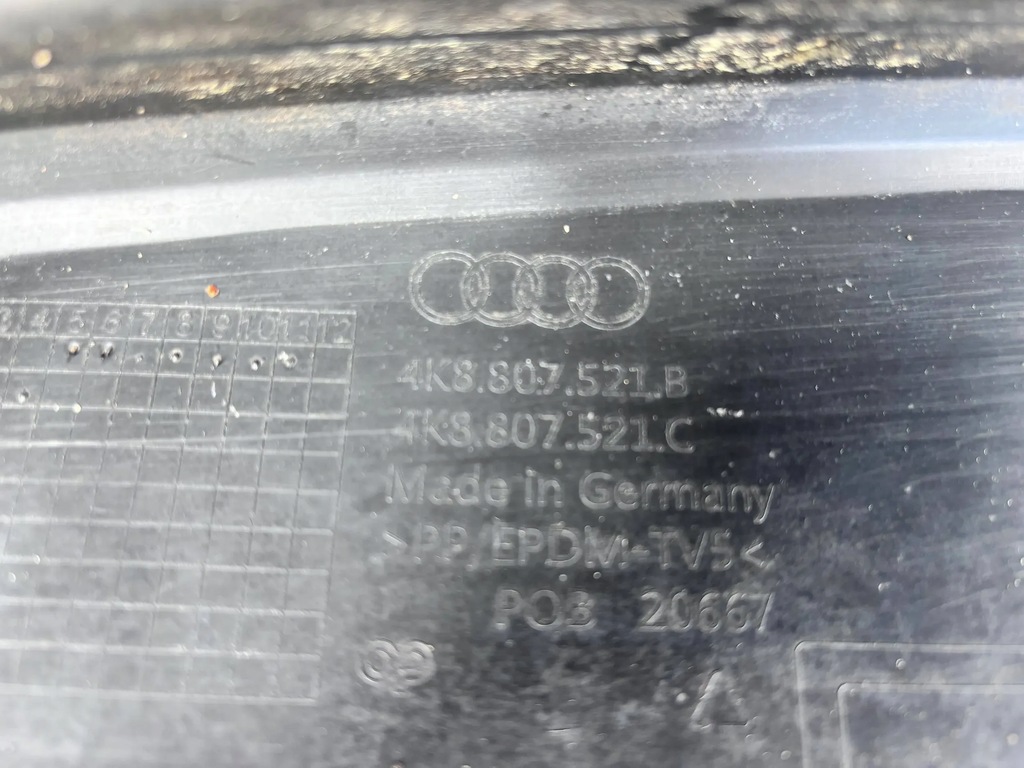 3 4 5 6 7 8 9 10 11 12
4K8.807.521.B
4K8.807.521.C
Made in Germany
>PP/EPDM-TV5<
POB 20667